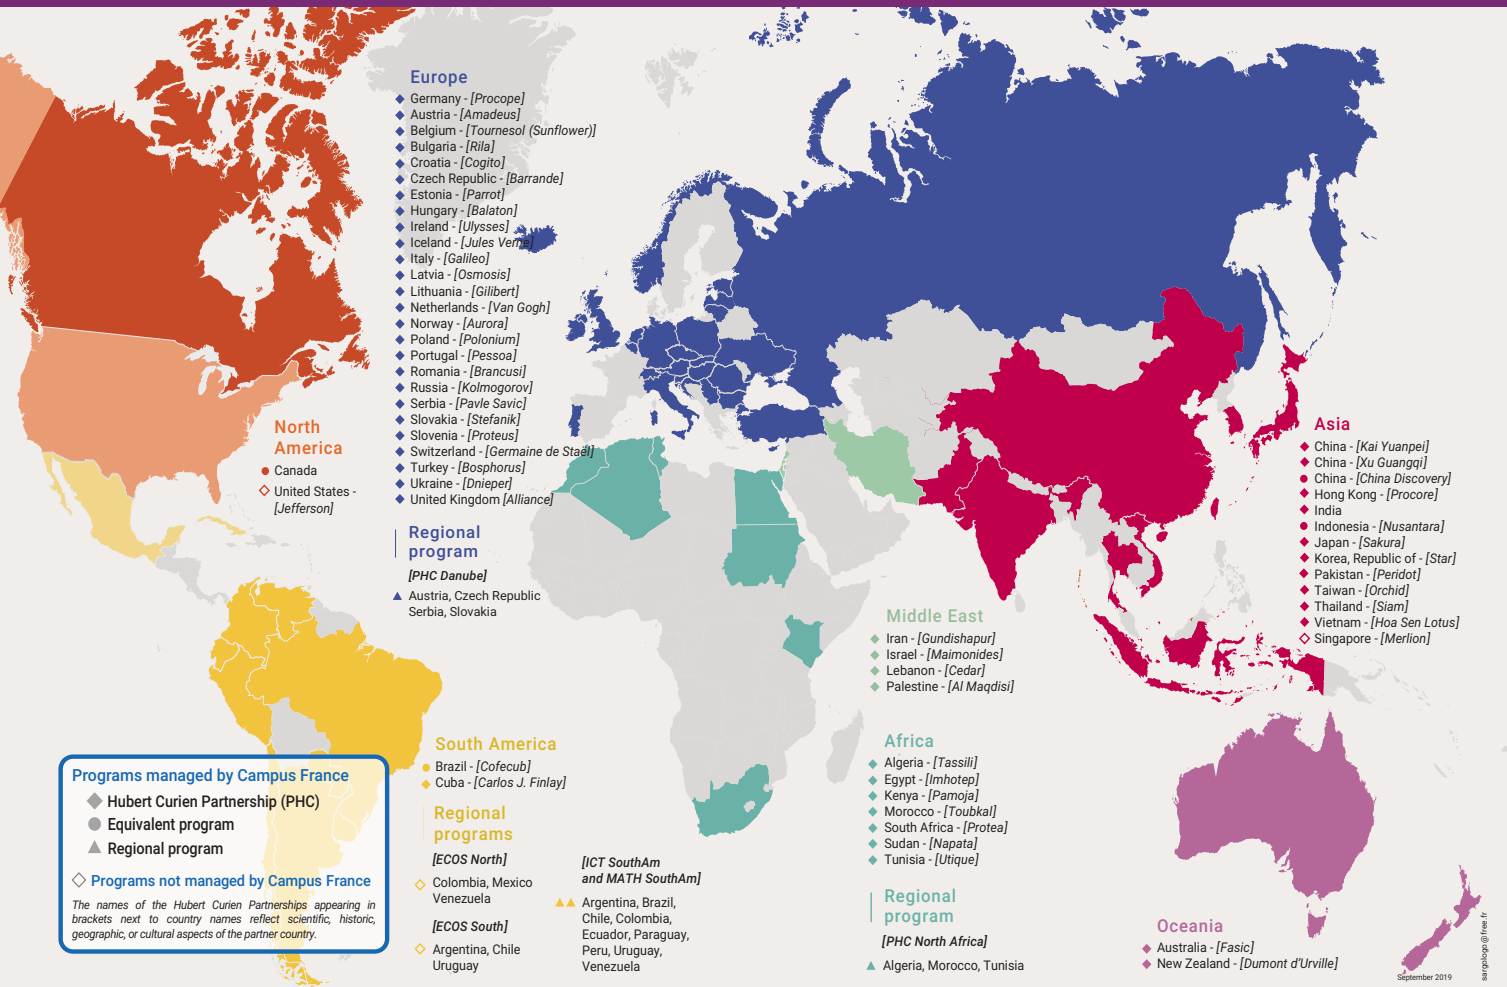 Europe
Germany - [Procope]
Austria - [Amadeus]
Belgium - [Tournesol (Sunflower)]
Bulgaria - [Rila]
Croatia - [Cogito]
Czech Republic - [Barrande]
Estonia - [Parrot]
Hungary - [Balaton]
Ireland - [Ulysses]
Iceland - [Jules Verne]
Italy - [Galileo]
Latvia - [Osmosis]
Lithuania - [Gilibert]
Netherlands - [Van Gogh]
Norway - [Aurora]
Poland - [Polonium]
Portugal - [Pessoa]
Romania - [Brancusi]
Russia - [Kolmogorov]
Serbia - [Pavle Savic]
Slovakia - [Stefanik]
Slovenia - [Proteus]
Switzerland - [Germaine de Staël]
Turkey - [Bosphorus]
Ukraine - [Dnieper]
United Kingdom [Alliance]
Regional
program
[PHC Danube]
Austria, Czech Republic
Serbia, Slovakia
North
America
Canada
United States -
[Jefferson]
Asia
China - [Kai Yuanpei]
China - [Xu Guangqi]
China - [China Discovery]
Hong Kong - [Procore]
India
Indonesia - [Nusantara]
Japan - [Sakura]
Korea, Republic of - [Star]
Pakistan - [Peridot]
Taiwan - [Orchid]
Thailand - [Siam]
Vietnam - [Hoa Sen Lotus]
Singapore - [Merlion]
Middle East
Iran - [Gundishapur]
Israel - [Maimonides]
Lebanon - [Cedar]
Palestine - [Al Maqdisi]
South America
Brazil - [Cofecub]
Cuba - [Carlos J. Finlay]
Regional
programs
[ECOS North]
Colombia, Mexico
Venezuela
[ECOS South]
Argentina, Chile
Uruguay
[ICT SouthAm
and MATH SouthAm]
Argentina, Brazil,
Chile, Colombia,
Ecuador, Paraguay,
Peru, Uruguay,
Venezuela
Africa
Algeria - [Tassili]
Egypt - [Imhotep]
Kenya - [Pamoja]
Morocco - [Toubkal]
South Africa - [Protea]
Sudan - [Napata]
Tunisia - [Utique]
Regional
program
[PHC North Africa]
Algeria, Morocco, Tunisia
Oceania
Australia - [Fasic]
New Zealand - [Dumont d'Urville]
Programs managed by Campus France
Hubert Curien Partnership (PHC)
Equivalent program
Regional program
Programs not managed by Campus France
The names of the Hubert Curien Partnerships appearing in
brackets next to country names reflect scientific, historic,
geographic, or cultural aspects of the partner country.
September 2019
sargologo@free.fr